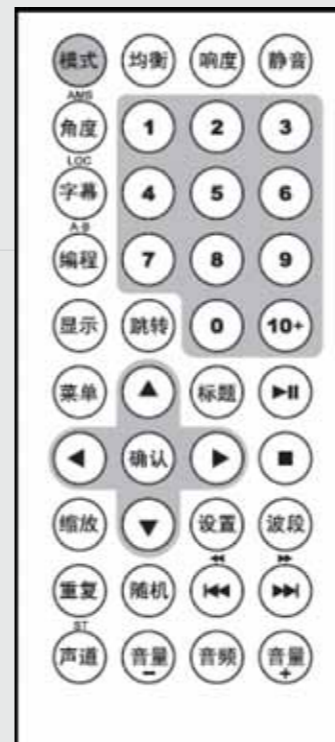 模式 均衡 响度 静音
AMS
角度 1 2 3
LOC
字幕 4 5 6
A-B
编程 7 8 9
显示 跳转 0 10+
菜单 ▲ 标题 ▶II
◀ 确认 ▶ ■
缩放 ▼ 设置 波段
◀◀ ▶▶
重复 随机 I◀◀ ▶▶I
ST
声道 音量- 音频 音量+